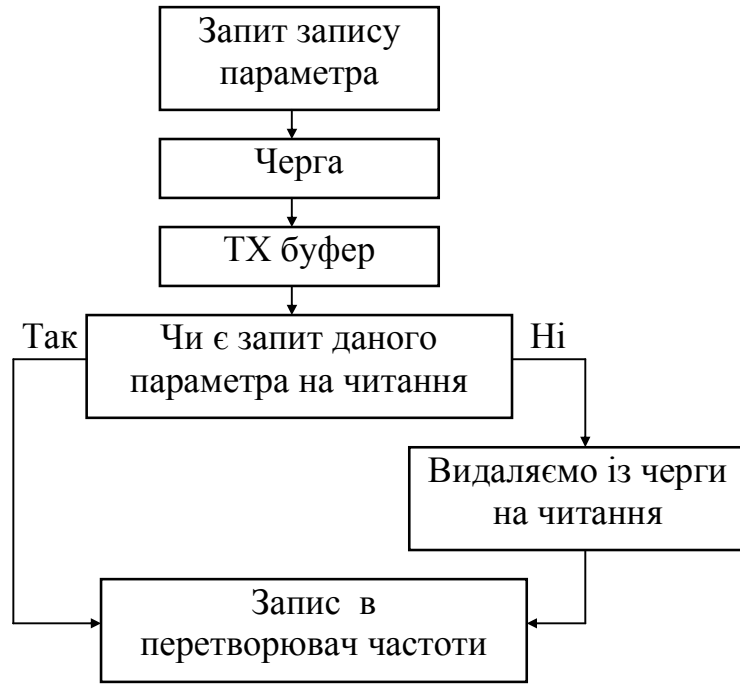 Запит запису
параметра
Черга
TX буфер
Так
Чи є запит даного
параметра на читання
Ні
Видаляємо із черги
на читання
Запис в
перетворювач частоти